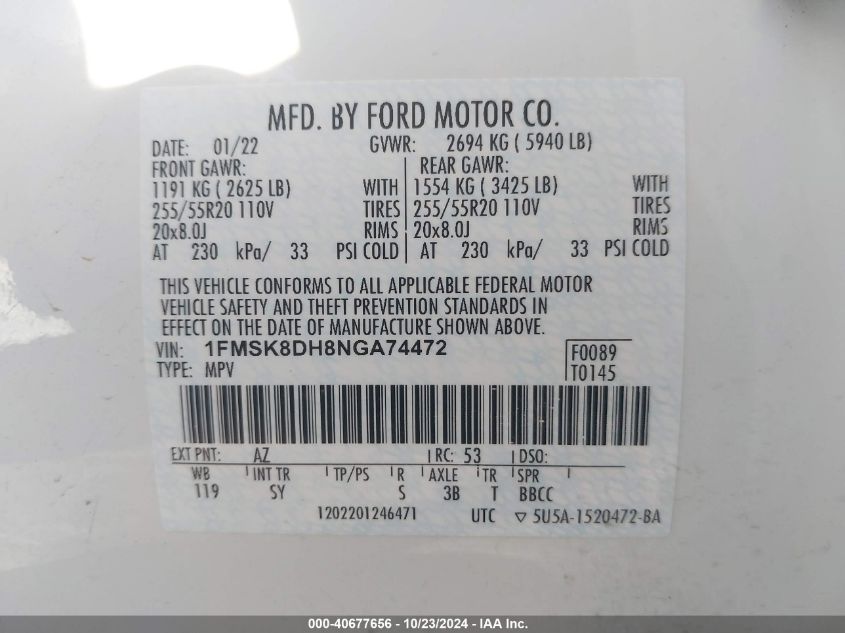 MFD. BY FORD MOTOR CO.
DATE: 01/22 GVWR: 2694 KG ( 5940 LB)
FRONT GAWR: REAR GAWR:
1191 KG ( 2625 LB) WITH 1554 KG ( 3425 LB) WITH
255/55R20 110V TIRES 255/55R20 110V TIRES
20x8.0J RIMS 20x8.0J RIMS
AT 230 kPa/ 33 PSI COLD AT 230 kPa/ 33 PSI COLD
THIS VEHICLE CONFORMS TO ALL APPLICABLE FEDERAL MOTOR
VEHICLE SAFETY AND THEFT PREVENTION STANDARDS IN
EFFECT ON THE DATE OF MANUFACTURE SHOWN ABOVE.
VIN: 1FMSK8DH8NGA74472 F0089
TYPE: MPV T0145
EXT PNT: AZ RC: 53 DSO:
WB INT TR TP/PS R AXLE TR SPR
119 SY S 3B T BBCC
1202201246471 UTC ▽ 5U5A-1520472-BA
000-40677656 - 10/23/2024 - IAA Inc.